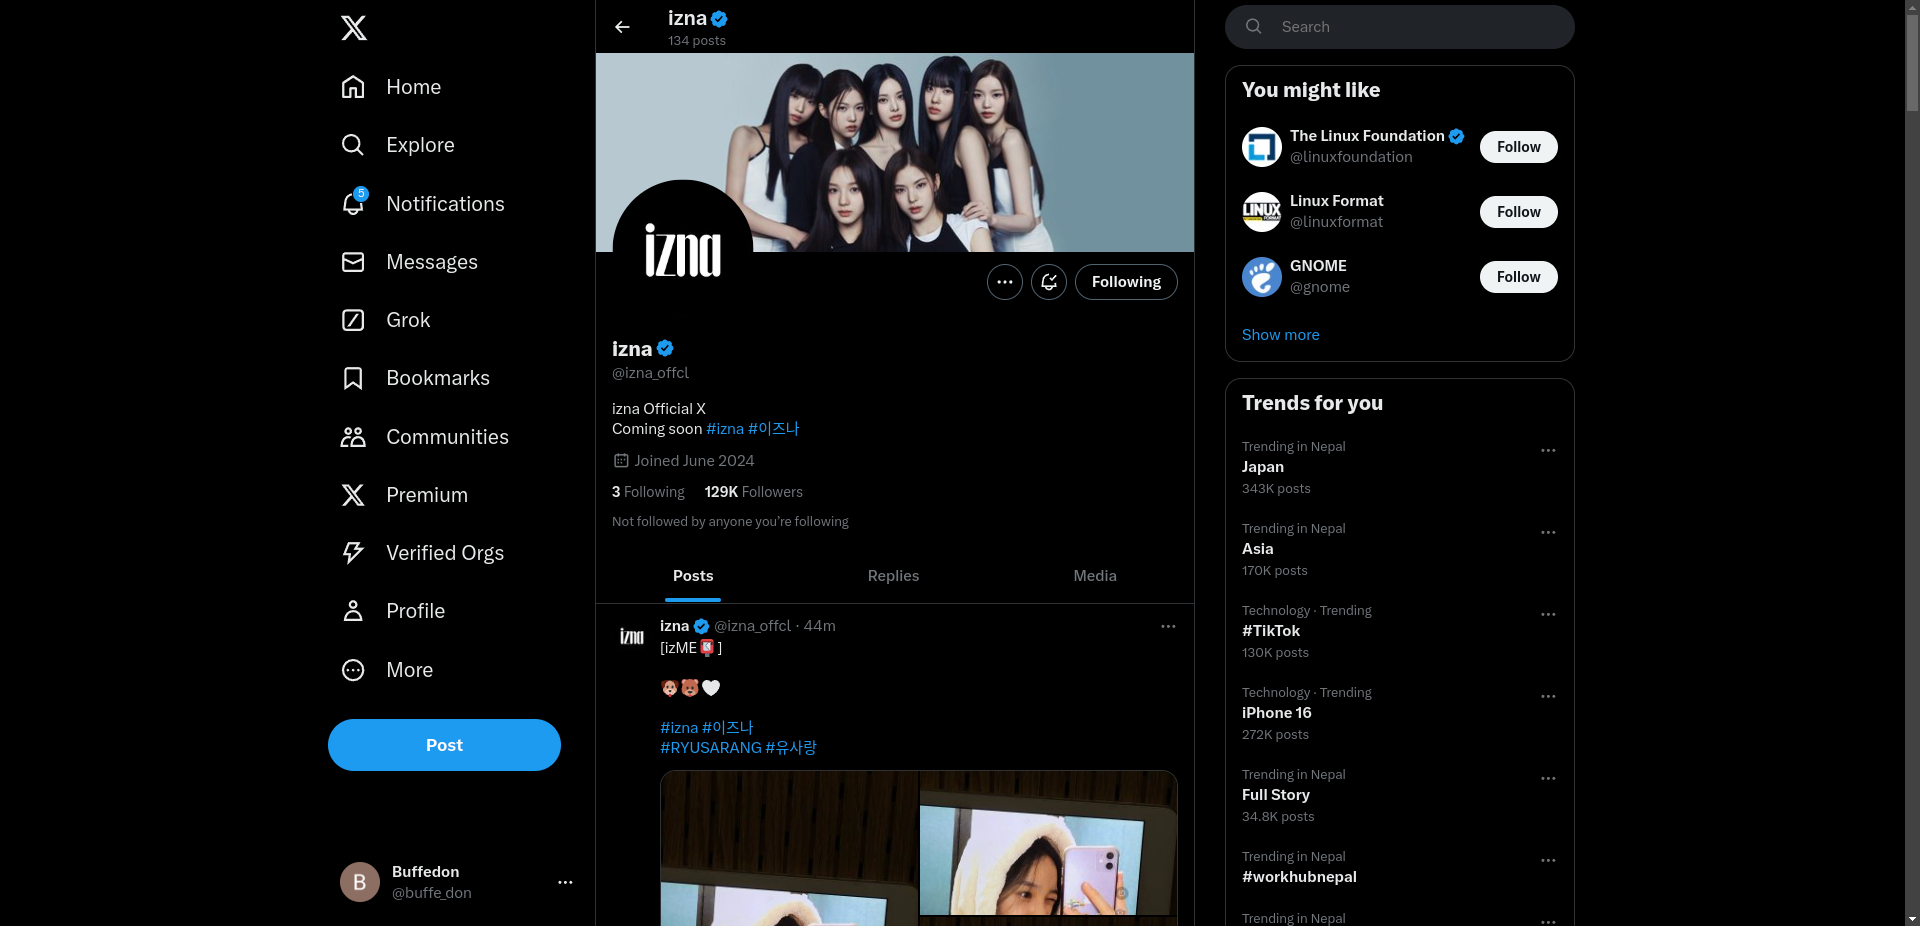 Home
Explore
5
Notifications
Messages
Grok
Bookmarks
Communities
Premium
Verified Orgs
Profile
More
Post
B
Buffedon
@buffe_don
izna
134 posts
izna
Following
izna
@izna_offcl
izna Official X
Coming soon #izna #이즈나
Joined June 2024
3 Following 129K Followers
Not followed by anyone you’re following
Posts Replies Media
izna
izna @izna_offcl · 44m
[izME📮]
🐶🐻🤍
#izna #이즈나
#RYUSARANG #유사랑
Search
You might like
The Linux Foundation
@linuxfoundation
Follow
LINUX
FORMAT
Linux Format
@linuxformat
Follow
GNOME
@gnome
Follow
Show more
Trends for you
Trending in Nepal
Japan
343K posts
Trending in Nepal
Asia
170K posts
Technology · Trending
#TikTok
130K posts
Technology · Trending
iPhone 16
272K posts
Trending in Nepal
Full Story
34.8K posts
Trending in Nepal
#workhubnepal
Trending in Nepal